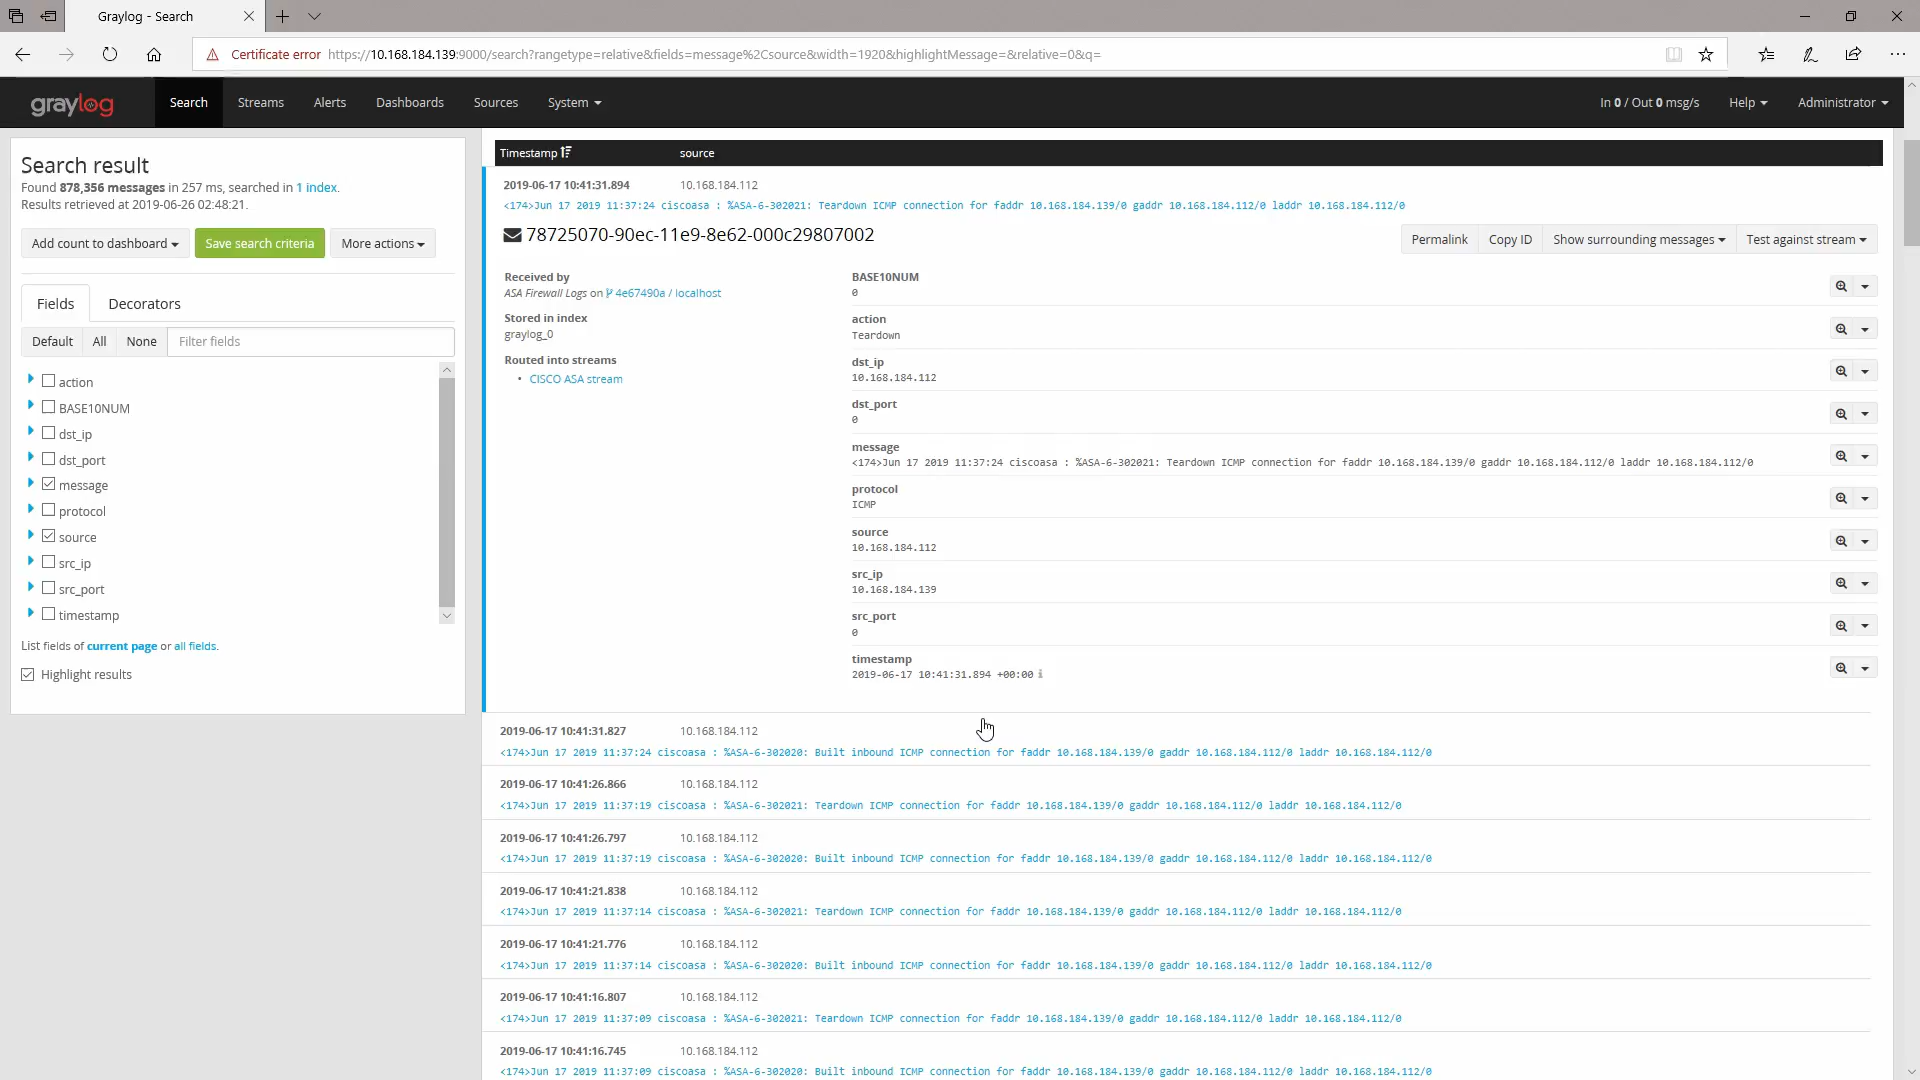 Graylog - Search
Certificate error https://10.168.184.139:9000/search?rangetype=relative&fields=message%2Csource&width=1920&highlightMessage=&relative=0&q=
graylog Search Streams Alerts Dashboards Sources System In 0 / Out 0 msg/s Help Administrator
Search result
Found 878,356 messages in 257 ms, searched in 1 index.
Results retrieved at 2019-06-26 02:48:21.
Add count to dashboard Save search criteria More actions
Fields Decorators
Default All None Filter fields
action
BASE10NUM
dst_ip
dst_port
message
protocol
source
src_ip
src_port
timestamp
List fields of current page or all fields.
Highlight results
Timestamp source
2019-06-17 10:41:31.894 10.168.184.112
<174>Jun 17 2019 11:37:24 ciscoasa : %ASA-6-302021: Teardown ICMP connection for faddr 10.168.184.139/0 gaddr 10.168.184.112/0 laddr 10.168.184.112/0
78725070-90ec-11e9-8e62-000c29807002
Permalink Copy ID Show surrounding messages Test against stream
Received by
ASA Firewall Logs on 4e67490a / localhost
Stored in index
graylog_0
Routed into streams
• CISCO ASA stream
BASE10NUM
0
action
Teardown
dst_ip
10.168.184.112
dst_port
0
message
<174>Jun 17 2019 11:37:24 ciscoasa : %ASA-6-302021: Teardown ICMP connection for faddr 10.168.184.139/0 gaddr 10.168.184.112/0 laddr 10.168.184.112/0
protocol
ICMP
source
10.168.184.112
src_ip
10.168.184.139
src_port
0
timestamp
2019-06-17 10:41:31.894 +00:00
2019-06-17 10:41:31.827 10.168.184.112
<174>Jun 17 2019 11:37:24 ciscoasa : %ASA-6-302020: Built inbound ICMP connection for faddr 10.168.184.139/0 gaddr 10.168.184.112/0 laddr 10.168.184.112/0
2019-06-17 10:41:26.866 10.168.184.112
<174>Jun 17 2019 11:37:19 ciscoasa : %ASA-6-302021: Teardown ICMP connection for faddr 10.168.184.139/0 gaddr 10.168.184.112/0 laddr 10.168.184.112/0
2019-06-17 10:41:26.797 10.168.184.112
<174>Jun 17 2019 11:37:19 ciscoasa : %ASA-6-302020: Built inbound ICMP connection for faddr 10.168.184.139/0 gaddr 10.168.184.112/0 laddr 10.168.184.112/0
2019-06-17 10:41:21.838 10.168.184.112
<174>Jun 17 2019 11:37:14 ciscoasa : %ASA-6-302021: Teardown ICMP connection for faddr 10.168.184.139/0 gaddr 10.168.184.112/0 laddr 10.168.184.112/0
2019-06-17 10:41:21.776 10.168.184.112
<174>Jun 17 2019 11:37:14 ciscoasa : %ASA-6-302020: Built inbound ICMP connection for faddr 10.168.184.139/0 gaddr 10.168.184.112/0 laddr 10.168.184.112/0
2019-06-17 10:41:16.807 10.168.184.112
<174>Jun 17 2019 11:37:09 ciscoasa : %ASA-6-302021: Teardown ICMP connection for faddr 10.168.184.139/0 gaddr 10.168.184.112/0 laddr 10.168.184.112/0
2019-06-17 10:41:16.745 10.168.184.112
<174>Jun 17 2019 11:37:09 ciscoasa : %ASA-6-302020: Built inbound ICMP connection for faddr 10.168.184.139/0 gaddr 10.168.184.112/0 laddr 10.168.184.112/0